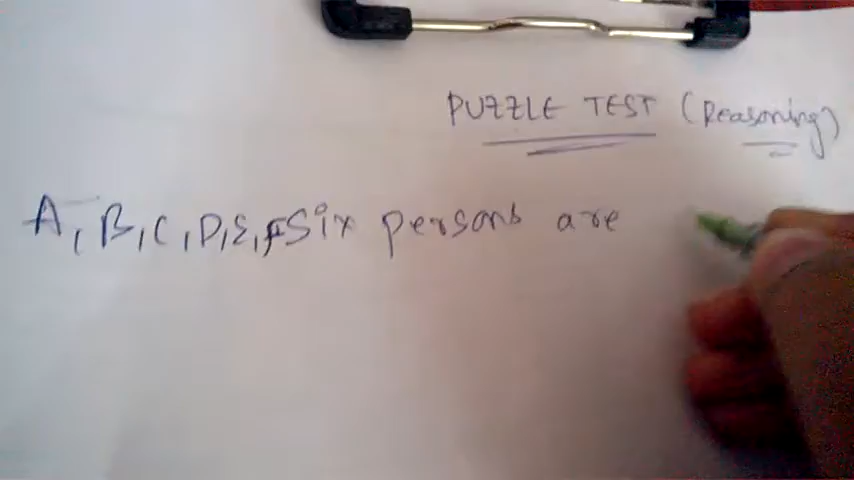 PUZZLE TEST (Reasoning)
A, B, C, D, E, F Six persons are